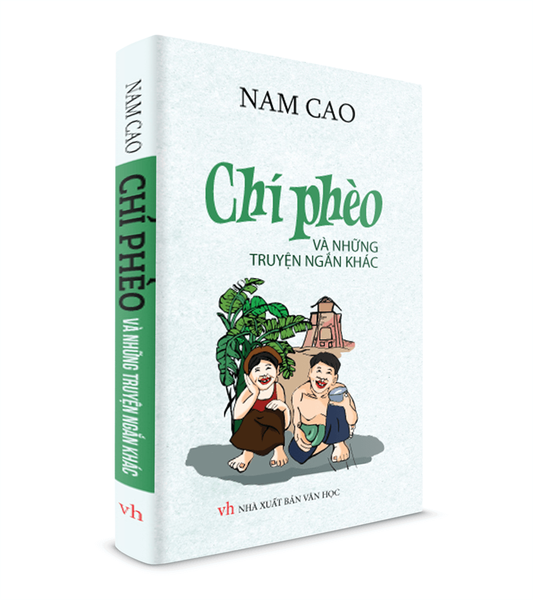 NAM CAO
Chí phèo
VÀ NHỮNG
TRUYỆN NGẮN KHÁC
vh NHÀ XUẤT BẢN VĂN HỌC
NAM CAO
CHÍ PHÈO
VÀ NHỮNG TRUYỆN NGẮN KHÁC
vh